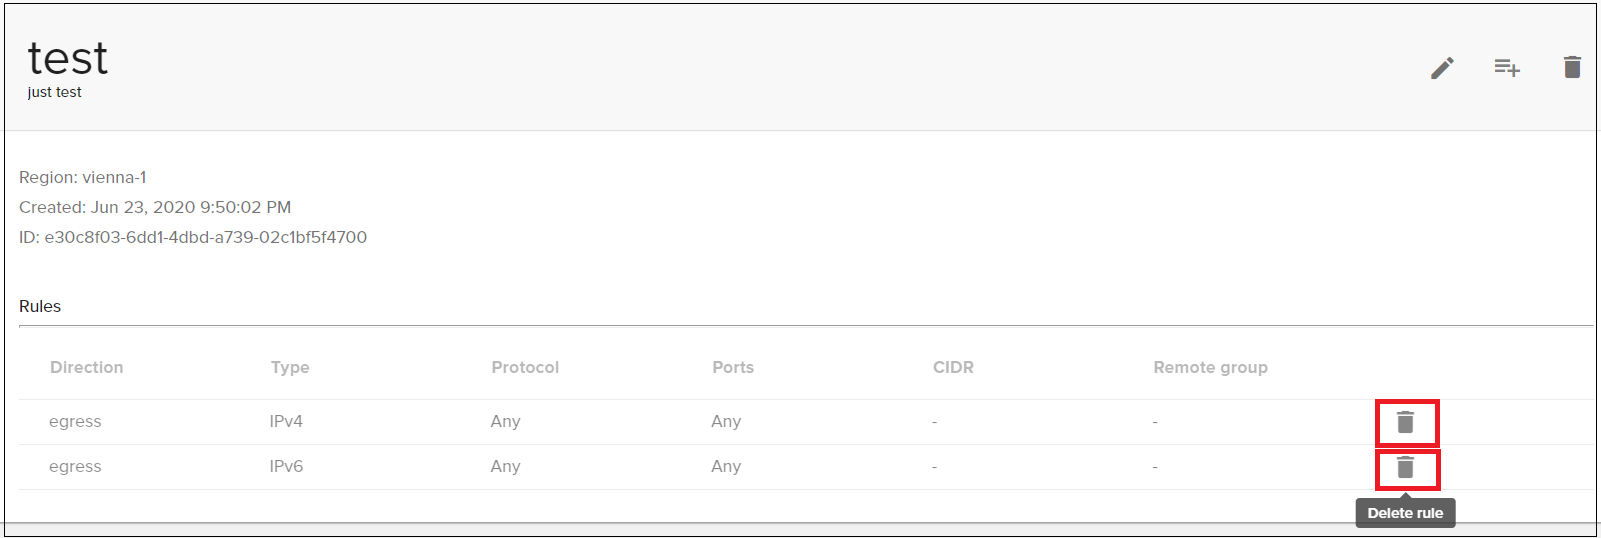 test
just test
Region: vienna-1
Created: Jun 23, 2020 9:50:02 PM
ID: e30c8f03-6dd1-4dbd-a739-02c1bf5f4700
Rules
Direction Type Protocol Ports CIDR Remote group
egress IPv4 Any Any - -
egress IPv6 Any Any - -
Delete rule